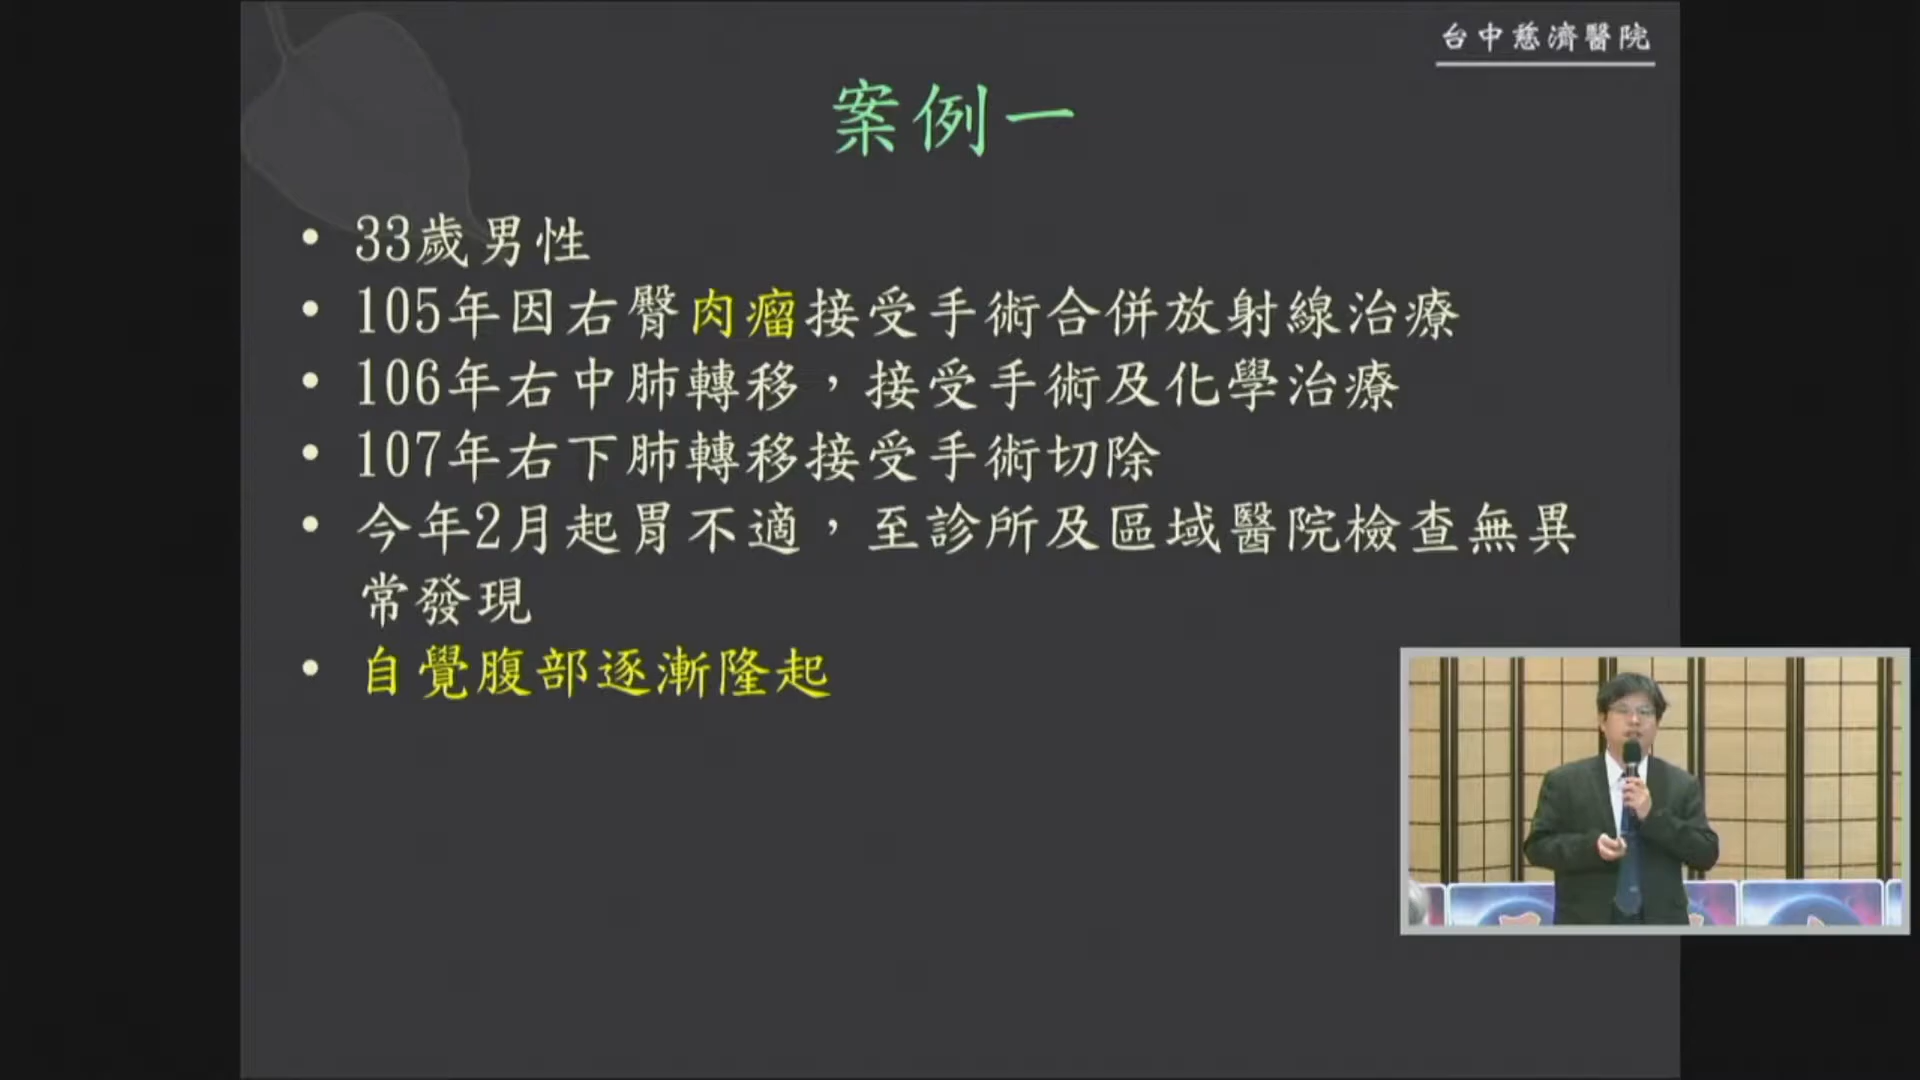 台中慈濟醫院
案例一
• 33歲男性
• 105年因右臀肉瘤接受手術合併放射線治療
• 106年右中肺轉移，接受手術及化學治療
• 107年右下肺轉移接受手術切除
• 今年2月起胃不適，至診所及區域醫院檢查無異
常發現
• 自覺腹部逐漸隆起